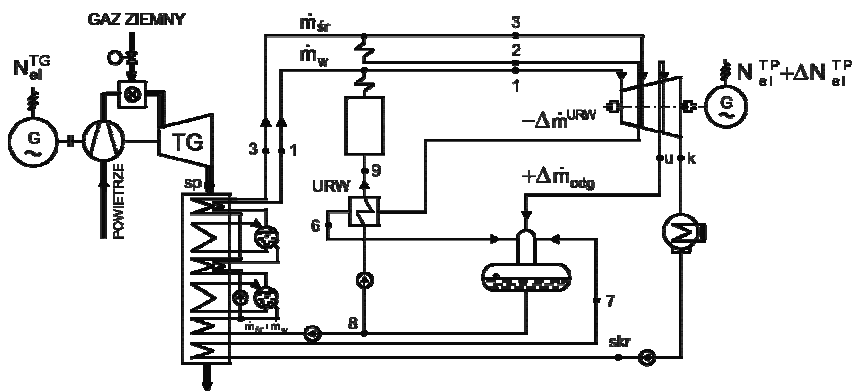 GAZ ZIEMNY
N_el^TG
G
~
TG
POWIETRZE
sp
ṁ_śr
ṁ_w
3
2
1
3
1
N_el^TP+ΔN_el^TP
G
~
−Δṁ^URW
u
k
9
URW
+Δṁ_odg
6
7
8
ṁ_śr+ṁ_w
skr